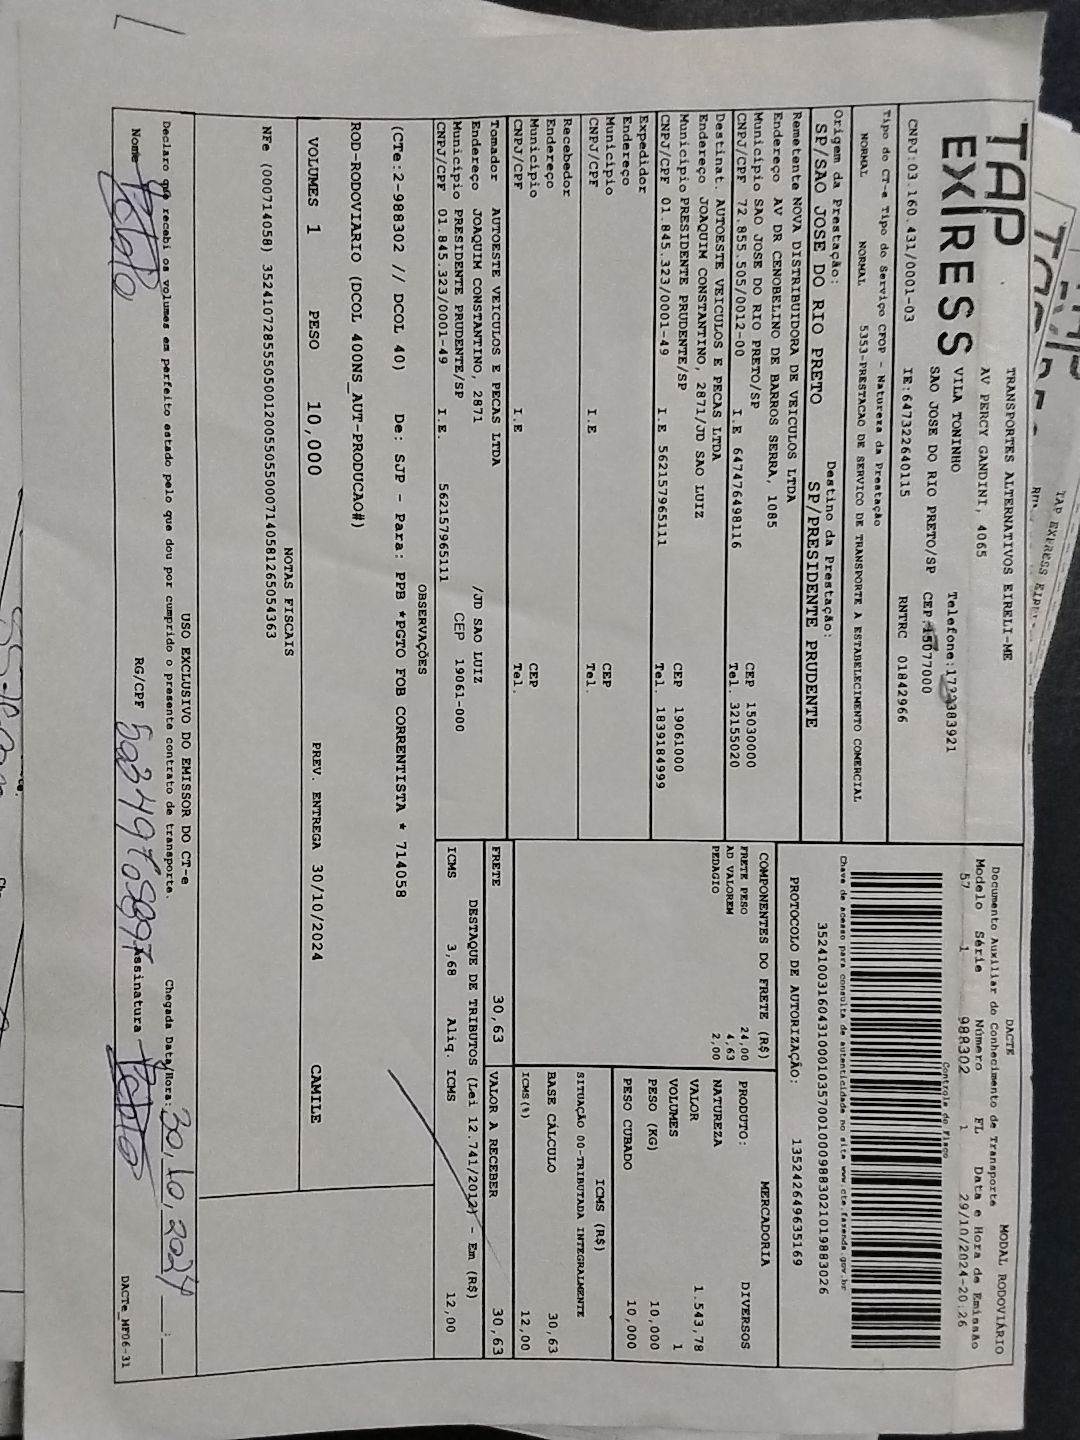 TAP
EX|RESS
TRANSPORTES ALTERNATIVOS EIRELI-ME
AV PERCY GANDINI, 4065
VILA TONINHO
SAO JOSE DO RIO PRETO/SP CEP.15077000
CNPJ:03.160.431/0001-03 IE:647322640115 RNTRC 01842966
Tipo do CT-e Tipo do Serviço CFOP - Natureza da Prestação
NORMAL NORMAL 5353-PRESTACAO DE SERVICO DE TRANSPORTE A ESTABELECIMENTO COMERCIAL
Origem da Prestação: Destino da Prestação:
SP/SAO JOSE DO RIO PRETO SP/PRESIDENTE PRUDENTE
Remetente NOVA DISTRIBUIDORA DE VEICULOS LTDA
Endereço AV DR CENOBELINO DE BARROS SERRA, 1085
Município SAO JOSE DO RIO PRETO/SP CEP 15030000
CNPJ/CPF 72.855.505/0012-00 I.E 647476498116 Tel. 32155020
Destinat. AUTOESTE VEICULOS E PECAS LTDA
Endereço JOAQUIM CONSTANTINO, 2871/JD SAO LUIZ
Município PRESIDENTE PRUDENTE/SP CEP 19061000
CNPJ/CPF 01.845.323/0001-49 I.E 562157965111 Tel. 1839184999
Expedidor
Endereço
Município CEP
CNPJ/CPF I.E Tel.
Recebedor
Endereço
Município CEP
CNPJ/CPF I.E Tel.
Tomador AUTOESTE VEICULOS E PECAS LTDA
Endereço JOAQUIM CONSTANTINO, 2871 /JD SAO LUIZ
Município PRESIDENTE PRUDENTE/SP CEP 19061-000
CNPJ/CPF 01.845.323/0001-49 I.E. 562157965111
DACTE MODAL RODOVIÁRIO
Documento Auxiliar do Conhecimento de Transporte
Modelo Série Número FL Data e Hora de Emissão
57 1 988302 1 29/10/2024-20:26
Controle do Fisco
Chave de acesso para consulta de autenticidade no site www.cte.fazenda.gov.br
35241003160431000103570010009883021019883026
PROTOCOLO DE AUTORIZAÇÃO: 135242649635169
COMPONENTES DO FRETE (R$)
FRETE PESO 24,00
AD VALOREM 4,63
PEDAGIO 2,00
MERCADORIA
PRODUTO: DIVERSOS
NATUREZA
VALOR 1.543,78
VOLUMES 1
PESO (KG) 10,000
PESO CUBADO 10,000
ICMS (R$)
SITUAÇÃO 00-TRIBUTADA INTEGRALMENTE
BASE CÁLCULO 30,63
ICMS(%) 12,00
FRETE 30,63 VALOR A RECEBER 30,63
DESTAQUE DE TRIBUTOS (Lei 12.741/2012) - Em (R$)
ICMS 3,68 Aliq. ICMS 12,00
OBSERVAÇÕES
(CTe:2-988302 // DCOL 40) De: SJP - Para: PPB *PGTO FOB CORRENTISTA * 714058
ROD-RODOVIARIO (DCOL 400NS_AUT-PRODUCAO#)
VOLUMES 1 PESO 10,000 PREV. ENTREGA 30/10/2024 CAMILE
NOTAS FISCAIS
NFe (000714058) 35241072855505001200550550007140581265054363
USO EXCLUSIVO DO EMISSOR DO CT-e
Declaro que recebi os volumes em perfeito estado pelo que dou por cumprido o presente contrato de transporte. Chegada Data/Hora: 30,10,2024 __:__
Nome RG/CPF Assinatura
DACTe_MF06-31